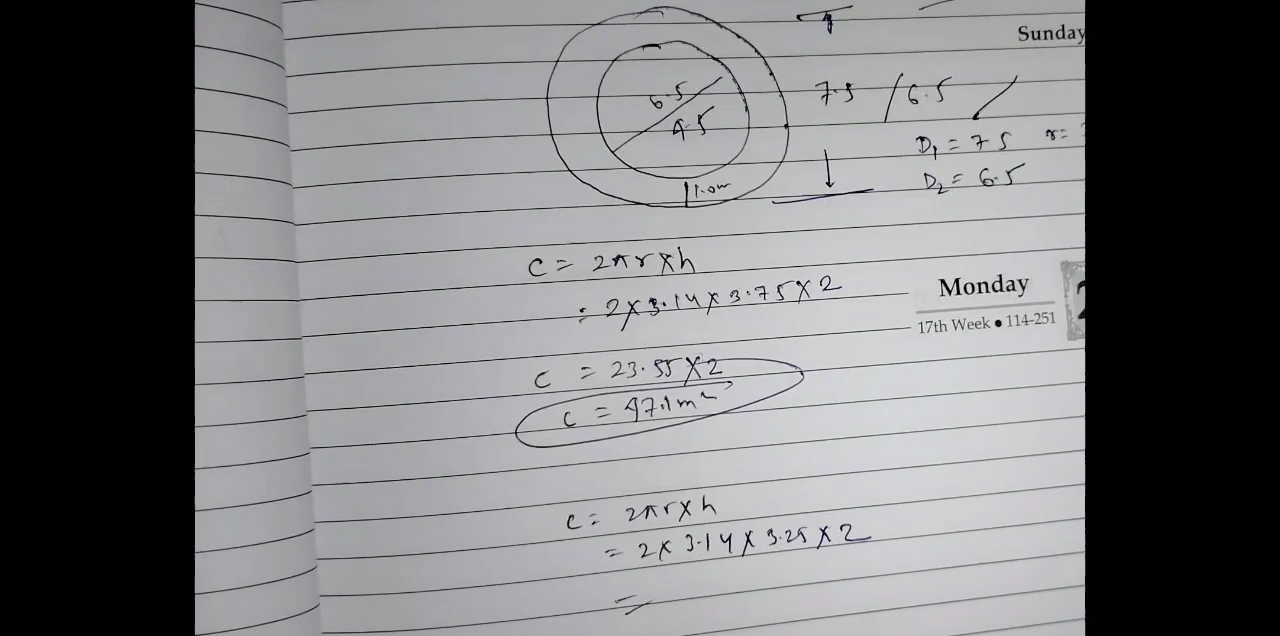 Sunday
6.5
4.5
7.5 / 6.5 /
D₁ = 7 5 r=
D₂ = 6.5
1.0m
C = 2πr×h
= 2×3.14×3.75×2
Monday
17th Week • 114-251
C = 23.55×2
C = 47.1m²
C = 2πr×h
= 2×3.14×3.25×2
=